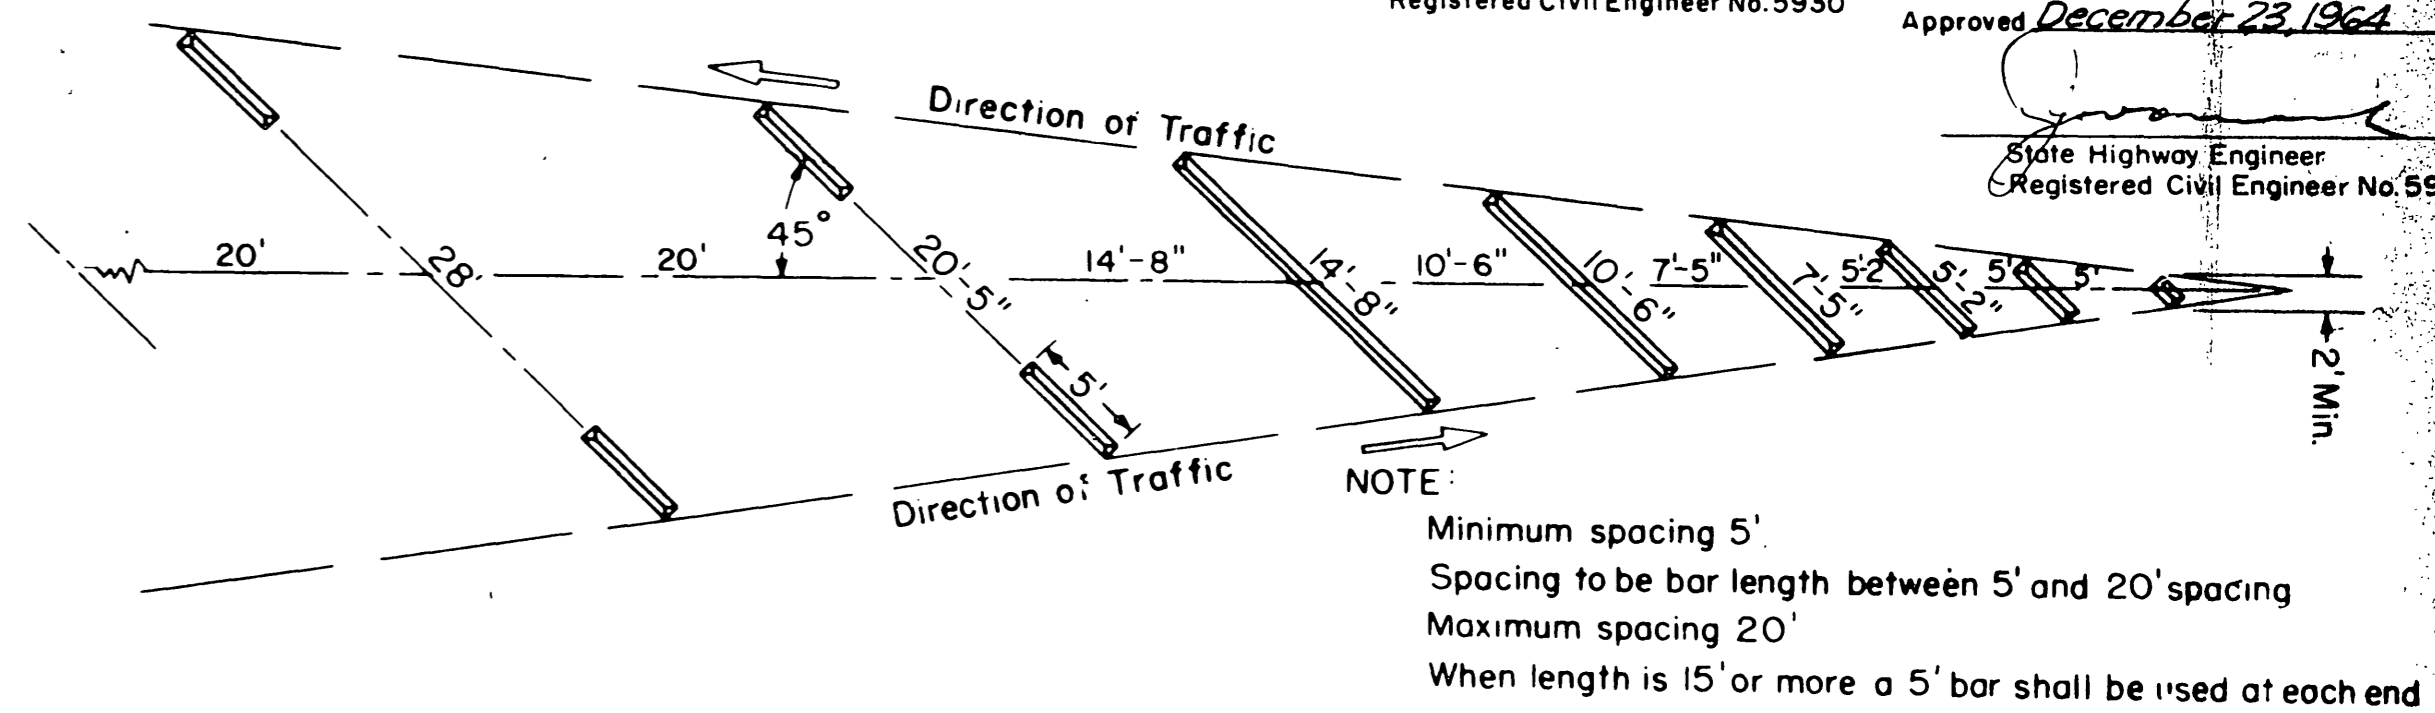 Registered Civil Engineer No. 5930
Approved December 23, 1964
State Highway Engineer
Registered Civil Engineer No. 59
Direction of Traffic
45°
20'
28'
20'
20'-5"
14'-8"
14'-8"
10'-6"
10'-6"
7'-5"
7'-5"
5'2
5'-2"
5'
5'
5'
2' Min.
Direction of Traffic
NOTE:
Minimum spacing 5'.
Spacing to be bar length between 5' and 20' spacing
Maximum spacing 20'
When length is 15' or more a 5' bar shall be used at each end